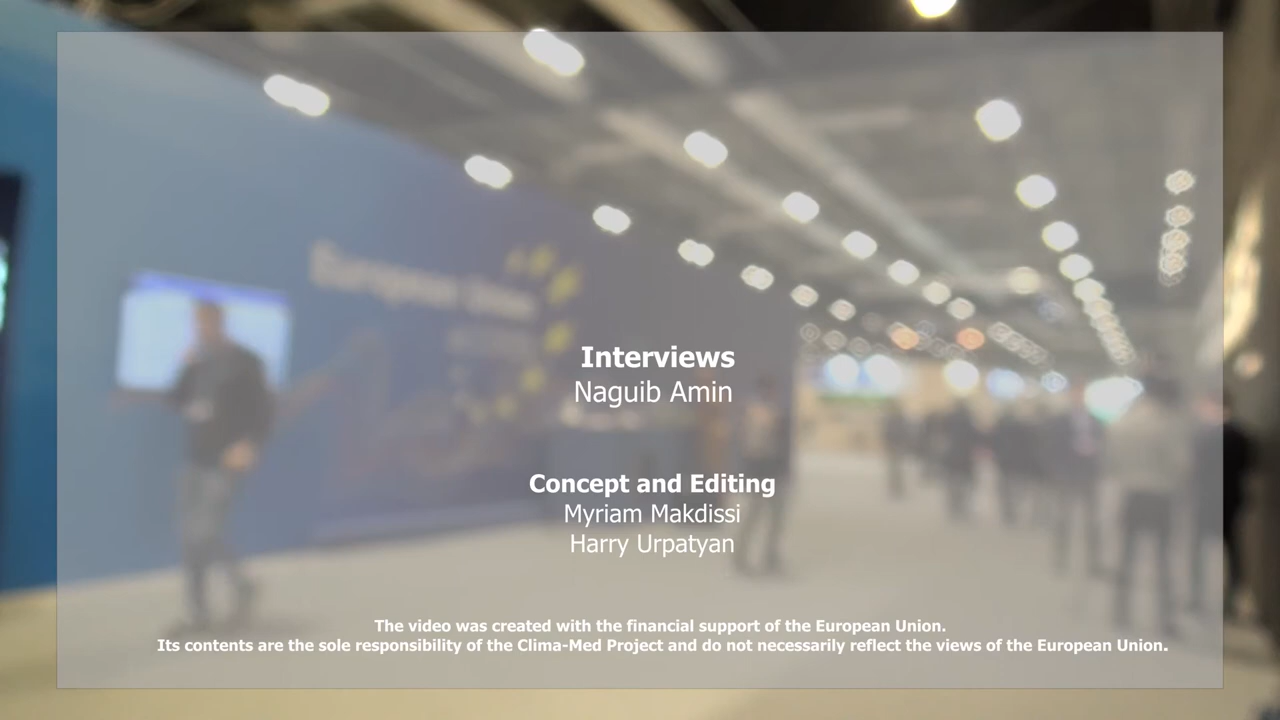 European Union
Interviews
Naguib Amin
Concept and Editing
Myriam Makdissi
Harry Urpatyan
The video was created with the financial support of the European Union.
Its contents are the sole responsibility of the Clima-Med Project and do not necessarily reflect the views of the European Union.